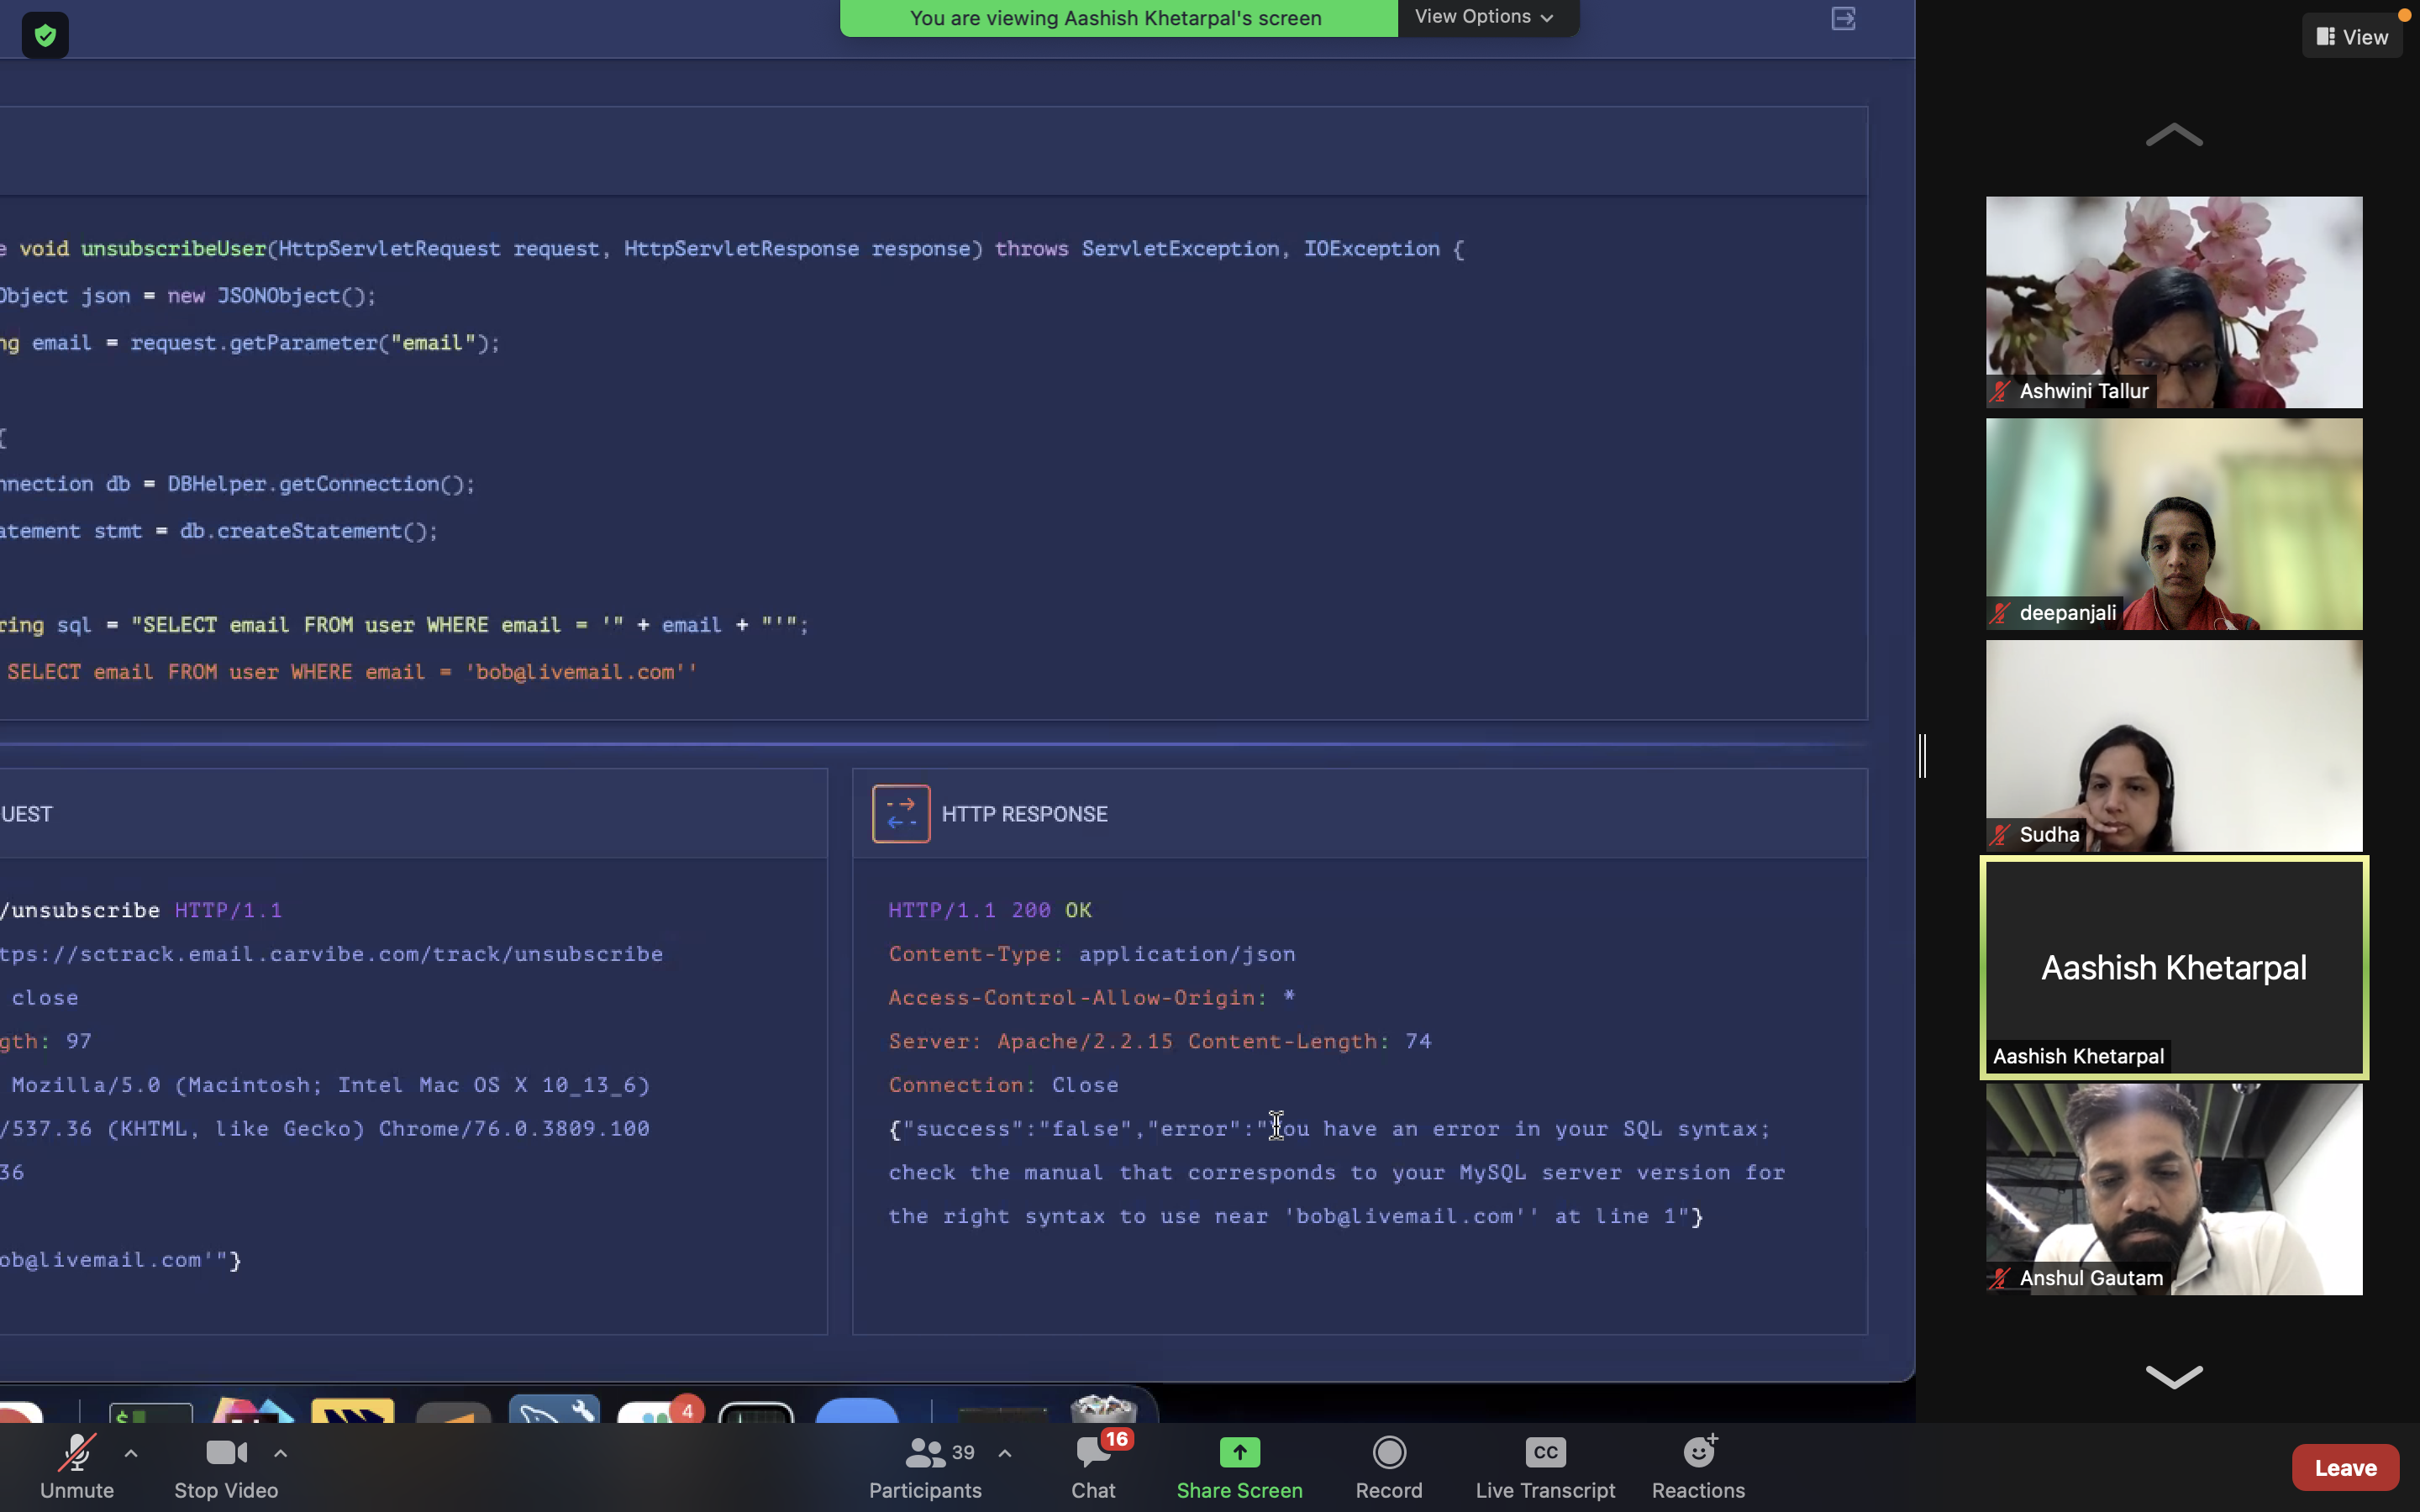 You are viewing Aashish Khetarpal's screen
View Options
View
e void unsubscribeUser(HttpServletRequest request, HttpServletResponse response) throws ServletException, IOException {
Object json = new JSONObject();
ng email = request.getParameter("email");
{
nnection db = DBHelper.getConnection();
atement stmt = db.createStatement();
ring sql = "SELECT email FROM user WHERE email = '" + email + "'";
SELECT email FROM user WHERE email = 'bob@livemail.com''
UEST
/unsubscribe HTTP/1.1
tps://sctrack.email.carvibe.com/track/unsubscribe
close
gth: 97
Mozilla/5.0 (Macintosh; Intel Mac OS X 10_13_6)
/537.36 (KHTML, like Gecko) Chrome/76.0.3809.100
36
ob@livemail.com'"}
HTTP RESPONSE
HTTP/1.1 200 OK
Content-Type: application/json
Access-Control-Allow-Origin: *
Server: Apache/2.2.15 Content-Length: 74
Connection: Close
{"success":"false","error":"You have an error in your SQL syntax;
check the manual that corresponds to your MySQL server version for
the right syntax to use near 'bob@livemail.com'' at line 1"}
Ashwini Tallur
deepanjali
Sudha
Aashish Khetarpal
Aashish Khetarpal
Anshul Gautam
$
4
Unmute
Stop Video
39
Participants
16
Chat
Share Screen
Record
CC
Live Transcript
Reactions
Leave